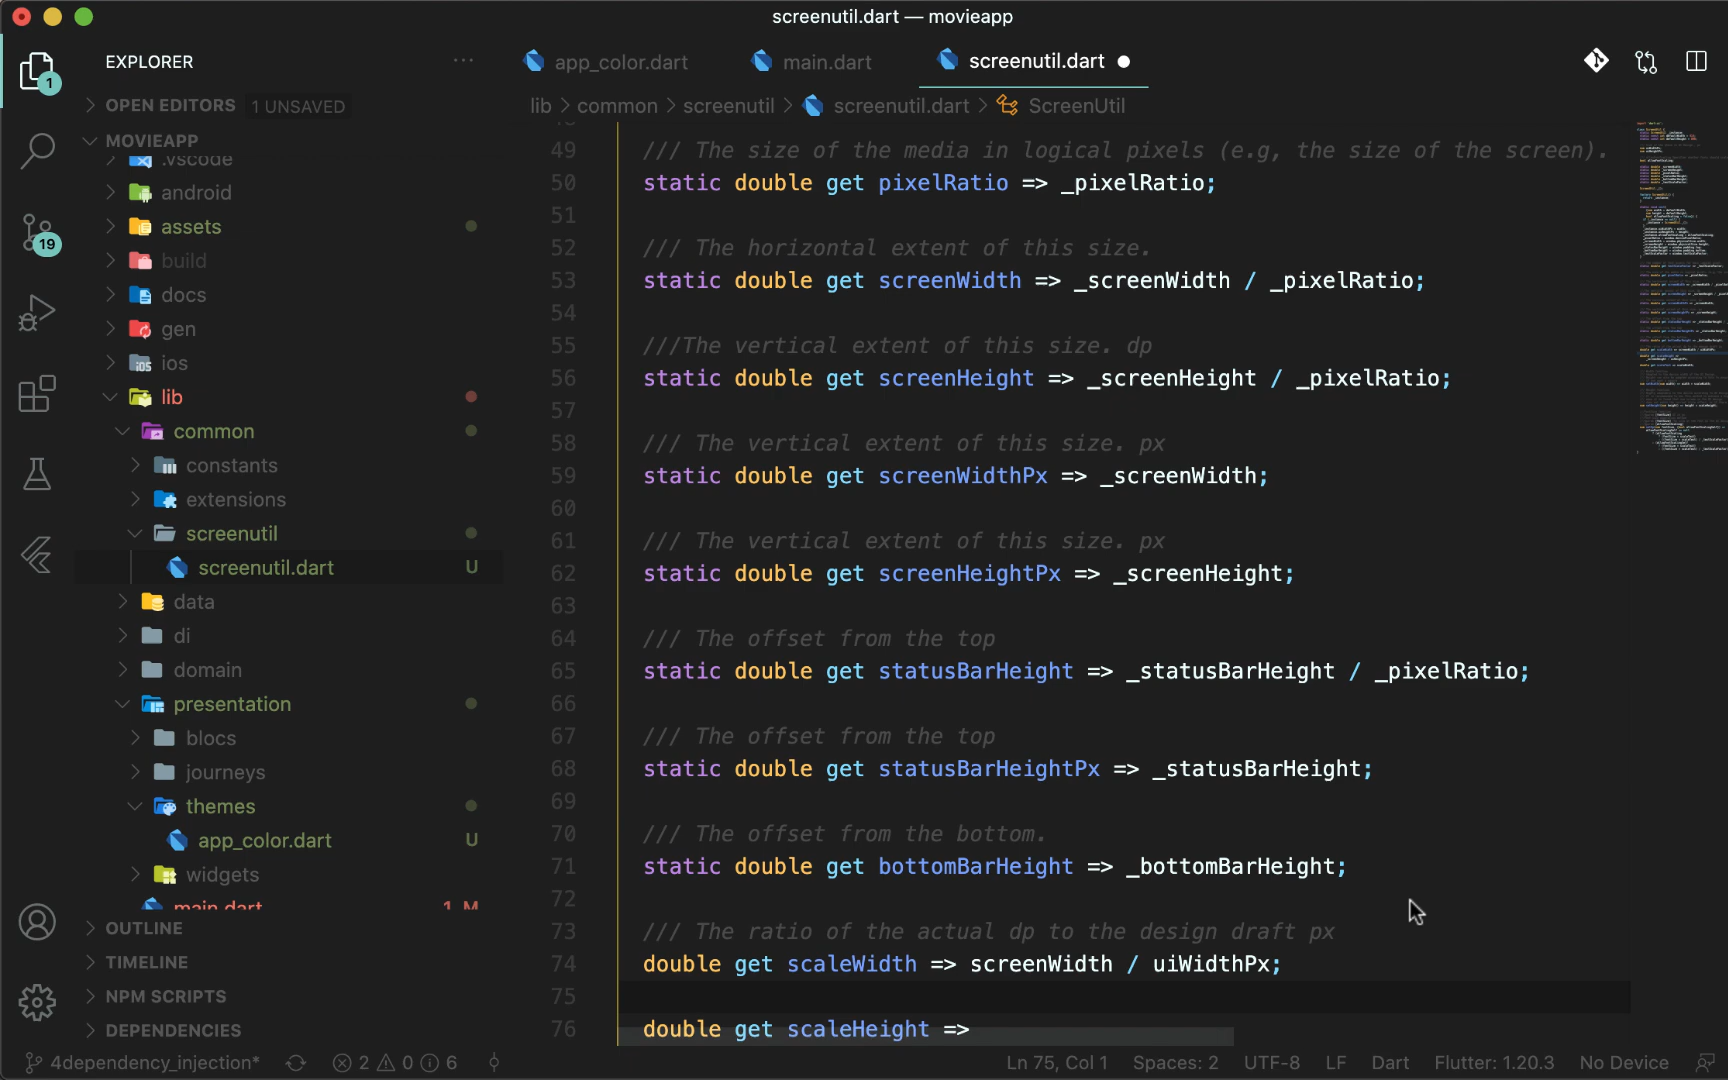 screenutil.dart — movieapp
EXPLORER
app_color.dart
main.dart
screenutil.dart
1
OPEN EDITORS 1 UNSAVED
lib > common > screenutil > screenutil.dart > ScreenUtil
MOVIEAPP
.vscode
android
assets
build
docs
gen
ios
lib
common
constants
extensions
screenutil
screenutil.dart U
data
di
domain
presentation
blocs
journeys
themes
app_color.dart U
widgets
main.dart 1, M
OUTLINE
TIMELINE
NPM SCRIPTS
DEPENDENCIES
19
49 /// The size of the media in logical pixels (e.g, the size of the screen).
50 static double get pixelRatio => _pixelRatio;
51
52 /// The horizontal extent of this size.
53 static double get screenWidth => _screenWidth / _pixelRatio;
54
55 ///The vertical extent of this size. dp
56 static double get screenHeight => _screenHeight / _pixelRatio;
57
58 /// The vertical extent of this size. px
59 static double get screenWidthPx => _screenWidth;
60
61 /// The vertical extent of this size. px
62 static double get screenHeightPx => _screenHeight;
63
64 /// The offset from the top
65 static double get statusBarHeight => _statusBarHeight / _pixelRatio;
66
67 /// The offset from the top
68 static double get statusBarHeightPx => _statusBarHeight;
69
70 /// The offset from the bottom.
71 static double get bottomBarHeight => _bottomBarHeight;
72
73 /// The ratio of the actual dp to the design draft px
74 double get scaleWidth => screenWidth / uiWidthPx;
75
76 double get scaleHeight =>
4dependency_injection* 2 0 6 Ln 75, Col 1 Spaces: 2 UTF-8 LF Dart Flutter: 1.20.3 No Device